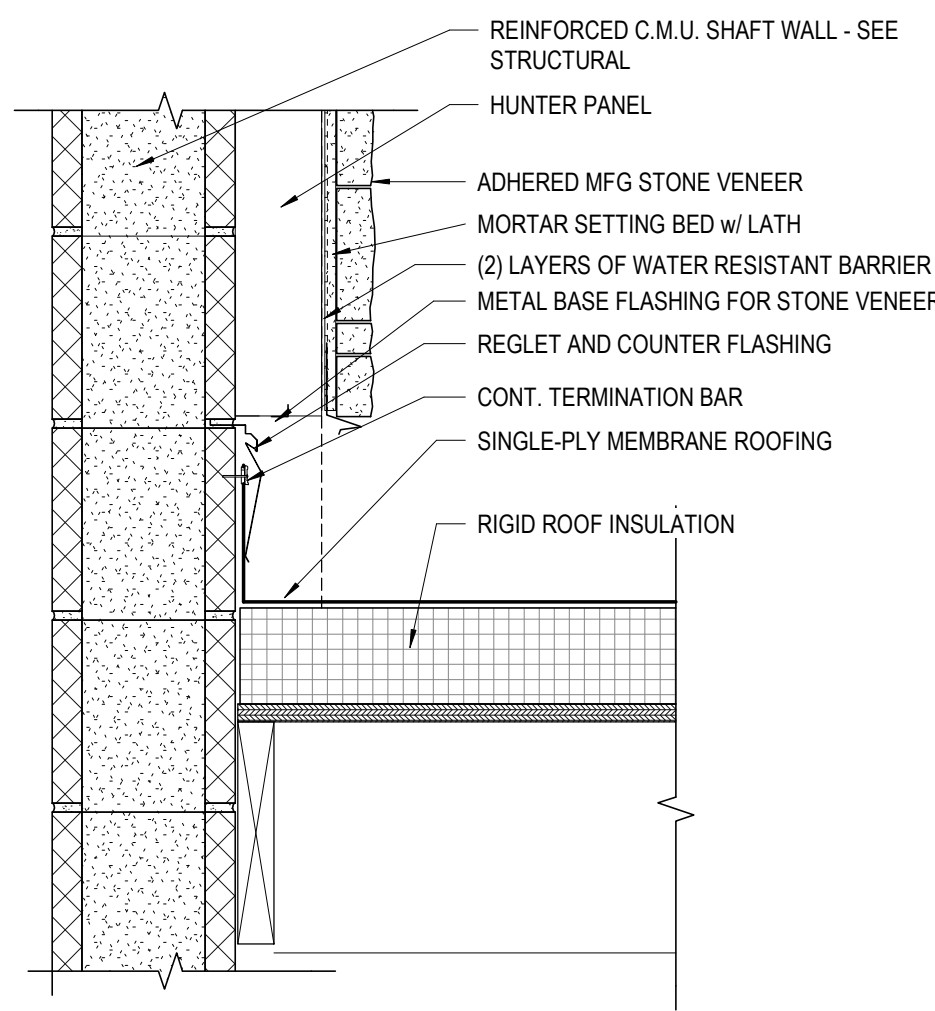 REINFORCED C.M.U. SHAFT WALL - SEE
STRUCTURAL
HUNTER PANEL
ADHERED MFG STONE VENEER
MORTAR SETTING BED w/ LATH
(2) LAYERS OF WATER RESISTANT BARRIER
METAL BASE FLASHING FOR STONE VENEER
REGLET AND COUNTER FLASHING
CONT. TERMINATION BAR
SINGLE-PLY MEMBRANE ROOFING
RIGID ROOF INSULATION